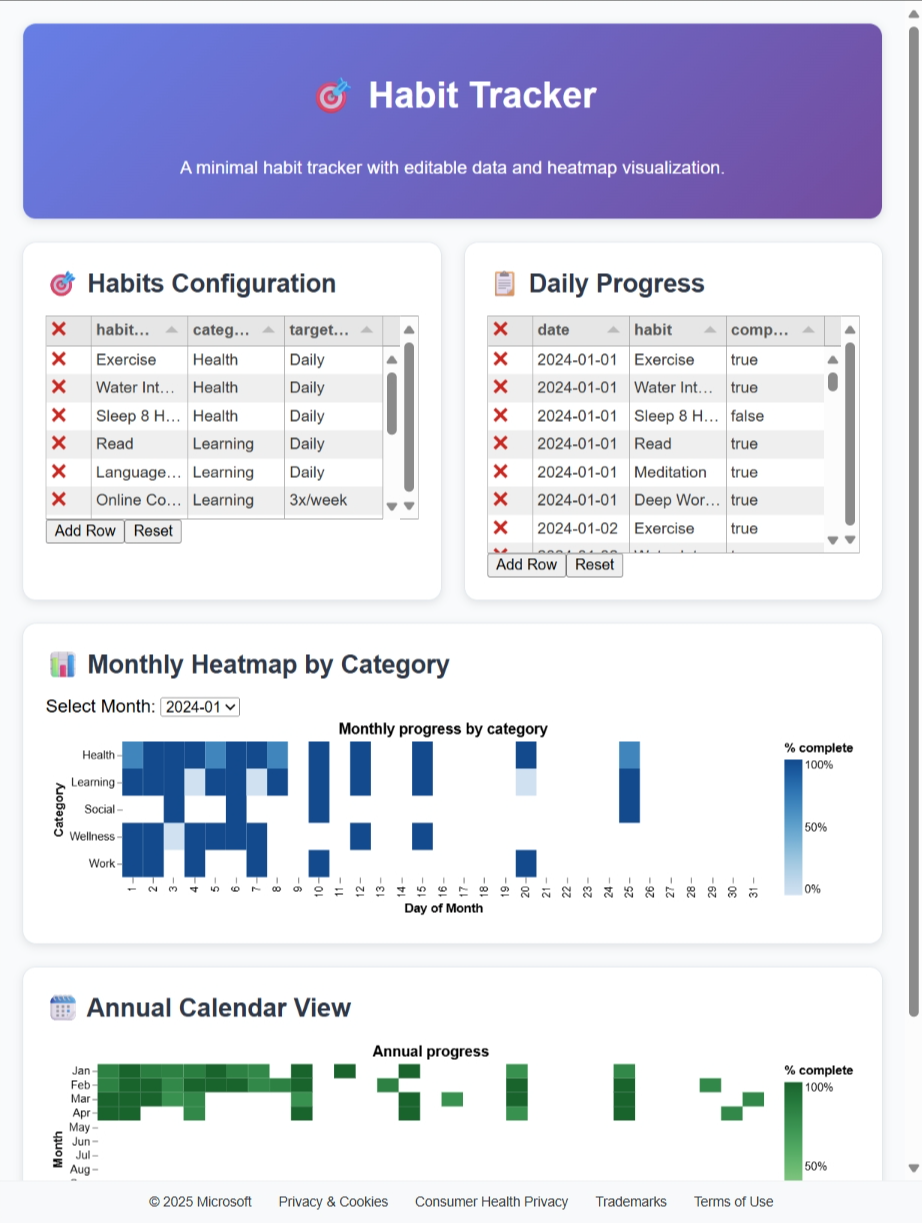 Habit Tracker
A minimal habit tracker with editable data and heatmap visualization.
Habits Configuration
habit... categ... target...
Exercise Health Daily
Water Int... Health Daily
Sleep 8 H... Health Daily
Read Learning Daily
Language... Learning Daily
Online Co... Learning 3x/week
Add Row Reset
Daily Progress
date habit comp...
2024-01-01 Exercise true
2024-01-01 Water Int... true
2024-01-01 Sleep 8 H... false
2024-01-01 Read true
2024-01-01 Meditation true
2024-01-01 Deep Wor... true
2024-01-02 Exercise true
Add Row Reset
Monthly Heatmap by Category
Select Month: 2024-01
Monthly progress by category
Category
Health
Learning
Social
Wellness
Work
1 2 3 4 5 6 7 8 9 10 11 12 13 14 15 16 17 18 19 20 21 22 23 24 25 26 27 28 29 30 31
Day of Month
% complete
100%
50%
0%
Annual Calendar View
Annual progress
Month
Jan
Feb
Mar
Apr
May
Jun
Jul
Aug
% complete
100%
50%
© 2025 Microsoft Privacy & Cookies Consumer Health Privacy Trademarks Terms of Use